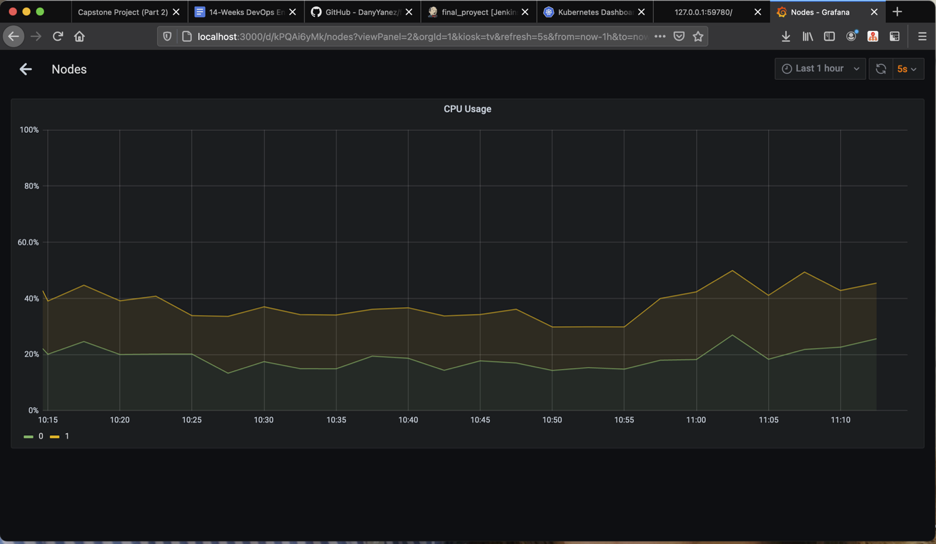 Capstone Project (Part 2)
14-Weeks DevOps En
GitHub - DanyYanez/
final_proyect [Jenkin
Kubernetes Dashboa
127.0.0.1:59780/
Nodes - Grafana
localhost:3000/d/kPQAi6yMk/nodes?viewPanel=2&orgId=1&kiosk=tv&refresh=5s&from=now-1h&to=now
Nodes
Last 1 hour
5s
CPU Usage
100%
80%
60.0%
40%
20%
0%
10:15 10:20 10:25 10:30 10:35 10:40 10:45 10:50 10:55 11:00 11:05 11:10
0 1